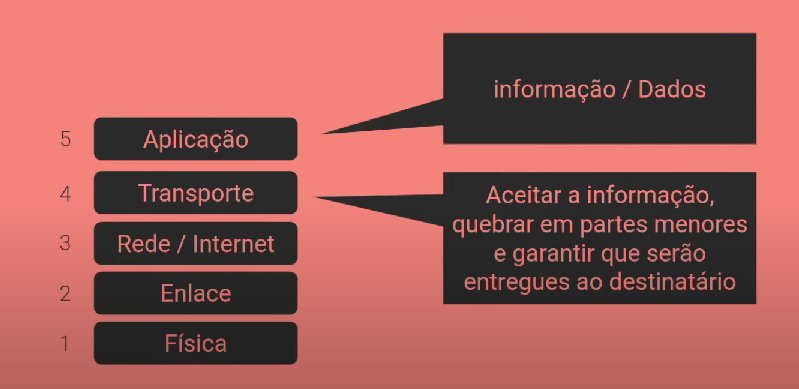 informação / Dados
5 Aplicação
4 Transporte
3 Rede / Internet
2 Enlace
1 Física
Aceitar a informação,
quebrar em partes menores
e garantir que serão
entregues ao destinatário